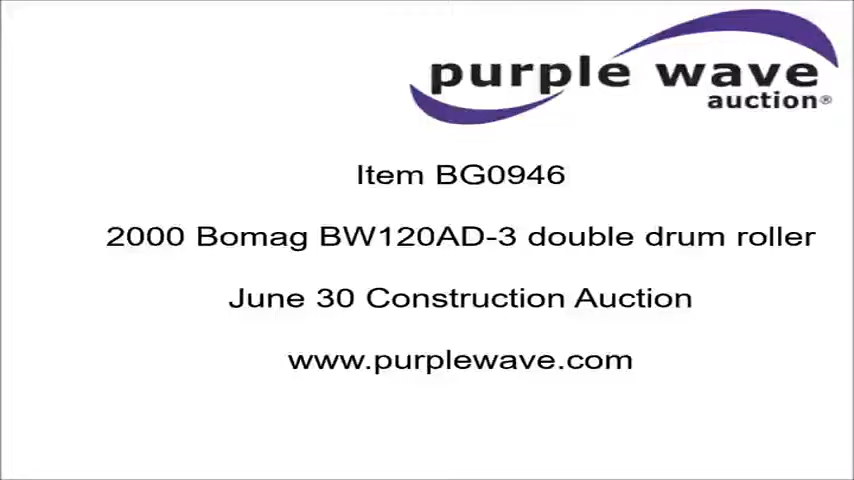 purple wave
auction®
Item BG0946
2000 Bomag BW120AD-3 double drum roller
June 30 Construction Auction
www.purplewave.com